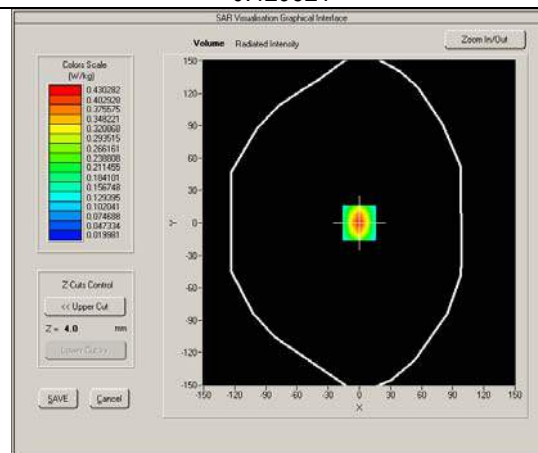 SAR Visualisation Graphical Interface
Volume Radiated Intensity
Zoom In/Out
Colors Scale
(W/kg)
0.430282
0.402928
0.375575
0.348221
0.320868
0.293515
0.266161
0.238808
0.211455
0.184101
0.156748
0.129395
0.102041
0.074688
0.047334
0.019981
Z Cuts Control
<< Upper Cut
Z = 4.0 mm
SAVE
Cancel
150
120
90
60
30
Y
0
-30
-60
-90
-120
-150
-150 -120 -90 -60 -30 0 30 60 90 120 150
X